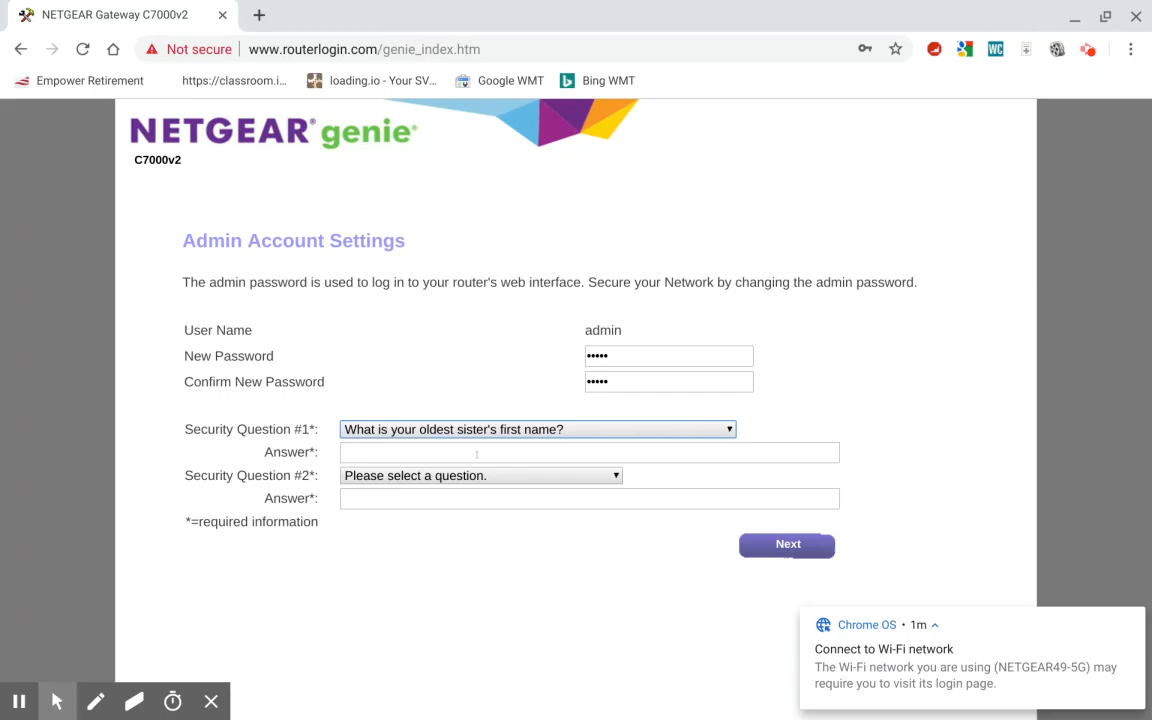 NETGEAR Gateway C7000v2
Not secure
www.routerlogin.com/genie_index.htm
WC
Empower Retirement
https://classroom.i...
loading.io - Your SV...
Google WMT
Bing WMT
NETGEAR® genie®
C7000v2
Admin Account Settings
The admin password is used to log in to your router's web interface. Secure your Network by changing the admin password.
User Name admin
New Password •••••
Confirm New Password •••••
Security Question #1*: What is your oldest sister's first name?
Answer*:
Security Question #2*: Please select a question.
Answer*:
*=required information
Next
Chrome OS • 1m
Connect to Wi-Fi network
The Wi-Fi network you are using (NETGEAR49-5G) may
require you to visit its login page.